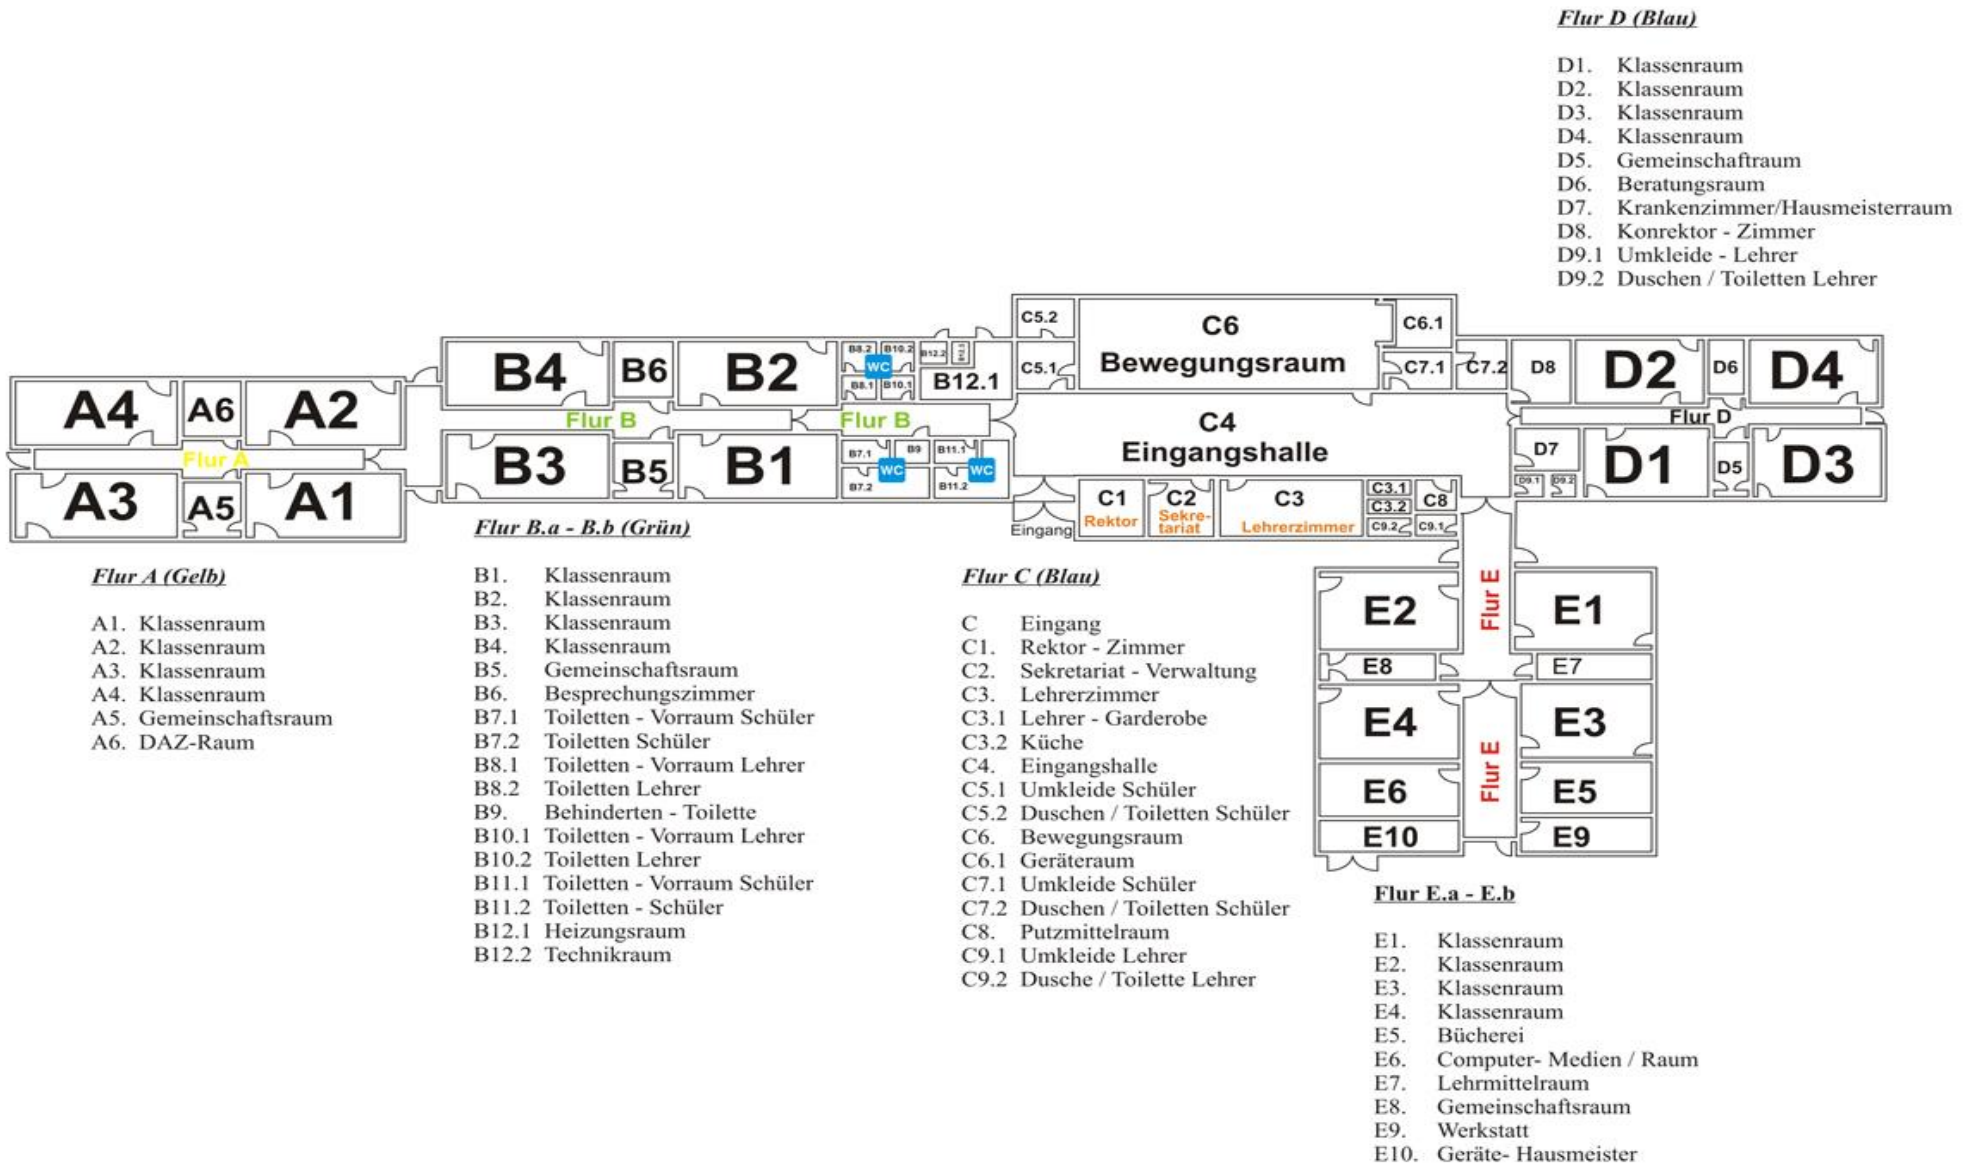 Flur D (Blau)
D1. Klassenraum
D2. Klassenraum
D3. Klassenraum
D4. Klassenraum
D5. Gemeinschaftraum
D6. Beratungsraum
D7. Krankenzimmer/Hausmeisterraum
D8. Konrektor - Zimmer
D9.1 Umkleide - Lehrer
D9.2 Duschen / Toiletten Lehrer
A4
A6
A2
Flur A
A3
A5
A1
B4
B6
B2
B8.2
B10.2
WC
B8.1
B10.1
B12.2
B12.1
Flur B
Flur B
B3
B5
B1
B7.1
B9
B11.1
WC
WC
B7.2
B11.2
C5.2
C5.1
C6
Bewegungsraum
C6.1
C7.1
C7.2
C4
Eingangshalle
Eingang
C1
Rektor
C2
Sekre-
tariat
C3
Lehrerzimmer
C3.1
C3.2
C8
C9.2
C9.1
D8
D2
D6
D4
Flur D
D7
D9.1
D9.2
D1
D5
D3
E2
Flur E
E1
E8
E7
E4
E3
Flur E
E6
E5
E10
E9
Flur A (Gelb)
A1. Klassenraum
A2. Klassenraum
A3. Klassenraum
A4. Klassenraum
A5. Gemeinschaftsraum
A6. DAZ-Raum
Flur B.a - B.b (Grün)
B1. Klassenraum
B2. Klassenraum
B3. Klassenraum
B4. Klassenraum
B5. Gemeinschaftsraum
B6. Besprechungszimmer
B7.1 Toiletten - Vorraum Schüler
B7.2 Toiletten Schüler
B8.1 Toiletten - Vorraum Lehrer
B8.2 Toiletten Lehrer
B9. Behinderten - Toilette
B10.1 Toiletten - Vorraum Lehrer
B10.2 Toiletten Lehrer
B11.1 Toiletten - Vorraum Schüler
B11.2 Toiletten - Schüler
B12.1 Heizungsraum
B12.2 Technikraum
Flur C (Blau)
C Eingang
C1. Rektor - Zimmer
C2. Sekretariat - Verwaltung
C3. Lehrerzimmer
C3.1 Lehrer - Garderobe
C3.2 Küche
C4. Eingangshalle
C5.1 Umkleide Schüler
C5.2 Duschen / Toiletten Schüler
C6. Bewegungsraum
C6.1 Geräteraum
C7.1 Umkleide Schüler
C7.2 Duschen / Toiletten Schüler
C8. Putzmittelraum
C9.1 Umkleide Lehrer
C9.2 Dusche / Toilette Lehrer
Flur E.a - E.b
E1. Klassenraum
E2. Klassenraum
E3. Klassenraum
E4. Klassenraum
E5. Bücherei
E6. Computer- Medien / Raum
E7. Lehrmittelraum
E8. Gemeinschaftsraum
E9. Werkstatt
E10. Geräte- Hausmeister